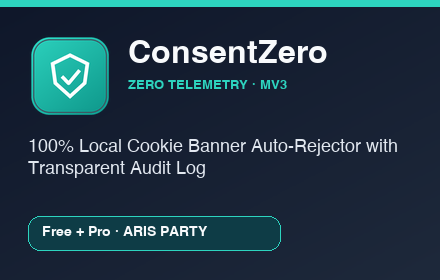 ConsentZero
ZERO TELEMETRY · MV3
100% Local Cookie Banner Auto-Rejector with
Transparent Audit Log
Free + Pro · ARIS PARTY